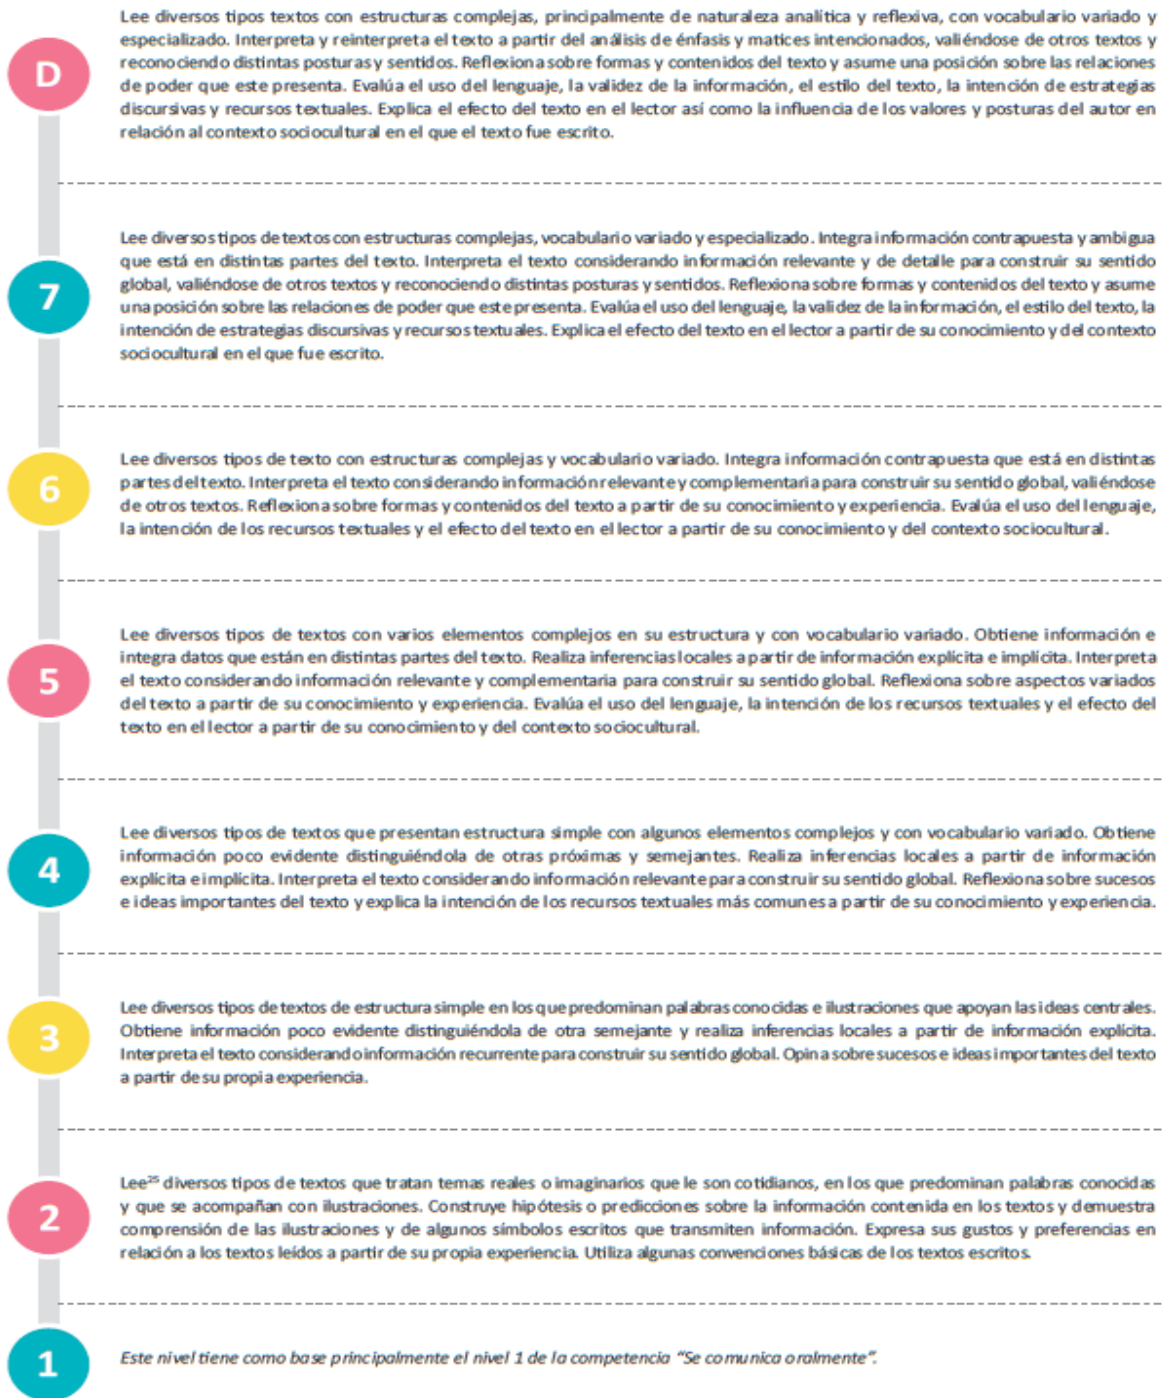 Lee diversos tipos textos con estructuras complejas, principalmente de naturaleza analítica y reflexiva, con vocabulario variado y
especializado. Interpreta y reinterpreta el texto a partir del análisis de énfasis y matices intencionados, valiéndose de otros textos y
reconociendo distintas posturas y sentidos. Reflexiona sobre formas y contenidos del texto y asume una posición sobre las relaciones
de poder que este presenta. Evalúa el uso del lenguaje, la validez de la información, el estilo del texto, la intención de estrategias
discursivas y recursos textuales. Explica el efecto del texto en el lector así como la influencia de los valores y posturas del autor en
relación al contexto sociocultural en el que el texto fue escrito.
D
Lee diversos tipos de textos con estructuras complejas, vocabulario variado y especializado. Integra información contrapuesta y ambigua
que está en distintas partes del texto. Interpreta el texto considerando información relevante y de detalle para construir su sentido
global, valiéndose de otros textos y reconociendo distintas posturas y sentidos. Reflexiona sobre formas y contenidos del texto y asume
una posición sobre las relaciones de poder que este presenta. Evalúa el uso del lenguaje, la validez de la información, el estilo del texto, la
intención de estrategias discursivas y recursos textuales. Explica el efecto del texto en el lector a partir de su conocimiento y del contexto
sociocultural en el que fue escrito.
7
Lee diversos tipos de texto con estructuras complejas y vocabulario variado. Integra información contrapuesta que está en distintas
partes del texto. Interpreta el texto considerando información relevante y complementaria para construir su sentido global, valiéndose
de otros textos. Reflexiona sobre formas y contenidos del texto a partir de su conocimiento y experiencia. Evalúa el uso del lenguaje,
la intención de los recursos textuales y el efecto del texto en el lector a partir de su conocimiento y del contexto sociocultural.
6
Lee diversos tipos de textos con varios elementos complejos en su estructura y con vocabulario variado. Obtiene información e
integra datos que están en distintas partes del texto. Realiza inferencias locales a partir de información explícita e implícita. Interpreta
el texto considerando información relevante y complementaria para construir su sentido global. Reflexiona sobre aspectos variados
del texto a partir de su conocimiento y experiencia. Evalúa el uso del lenguaje, la intención de los recursos textuales y el efecto del
texto en el lector a partir de su conocimiento y del contexto sociocultural.
5
Lee diversos tipos de textos que presentan estructura simple con algunos elementos complejos y con vocabulario variado. Obtiene
información poco evidente distinguiéndola de otras próximas y semejantes. Realiza inferencias locales a partir de información
explícita e implícita. Interpreta el texto considerando información relevante para construir su sentido global. Reflexiona sobre sucesos
e ideas importantes del texto y explica la intención de los recursos textuales más comunes a partir de su conocimiento y experiencia.
4
Lee diversos tipos de textos de estructura simple en los que predominan palabras conocidas e ilustraciones que apoyan las ideas centrales.
Obtiene información poco evidente distinguiéndola de otra semejante y realiza inferencias locales a partir de información explícita.
Interpreta el texto considerando información recurrente para construir su sentido global. Opina sobre sucesos e ideas importantes del texto
a partir de su propia experiencia.
3
Lee²⁵ diversos tipos de textos que tratan temas reales o imaginarios que le son cotidianos, en los que predominan palabras conocidas
y que se acompañan con ilustraciones. Construye hipótesis o predicciones sobre la información contenida en los textos y demuestra
comprensión de las ilustraciones y de algunos símbolos escritos que transmiten información. Expresa sus gustos y preferencias en
relación a los textos leídos a partir de su propia experiencia. Utiliza algunas convenciones básicas de los textos escritos.
2
Este nivel tiene como base principalmente el nivel 1 de la competencia “Se comunica oralmente”.
1